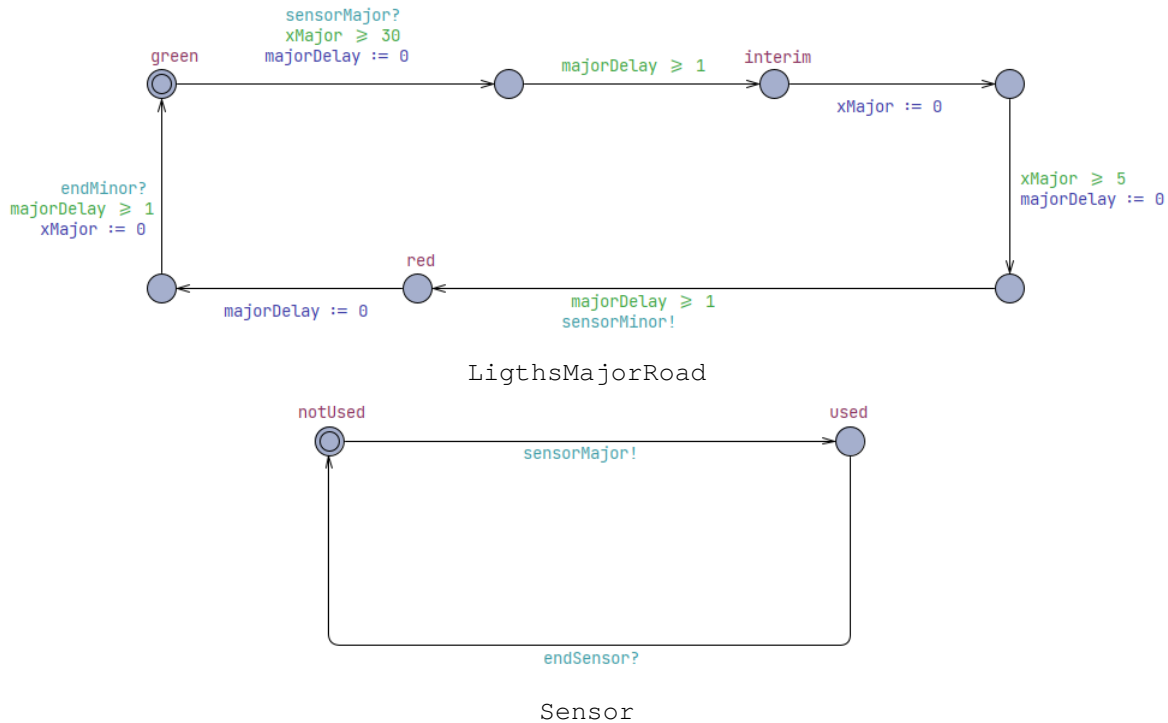 sensorMajor?
xMajor ⩾ 30
majorDelay := 0
green
majorDelay ⩾ 1
interim
xMajor := 0
endMinor?
majorDelay ⩾ 1
xMajor := 0
xMajor ⩾ 5
majorDelay := 0
red
majorDelay := 0
majorDelay ⩾ 1
sensorMinor!
LigthsMajorRoad
notUsed
used
sensorMajor!
endSensor?
Sensor